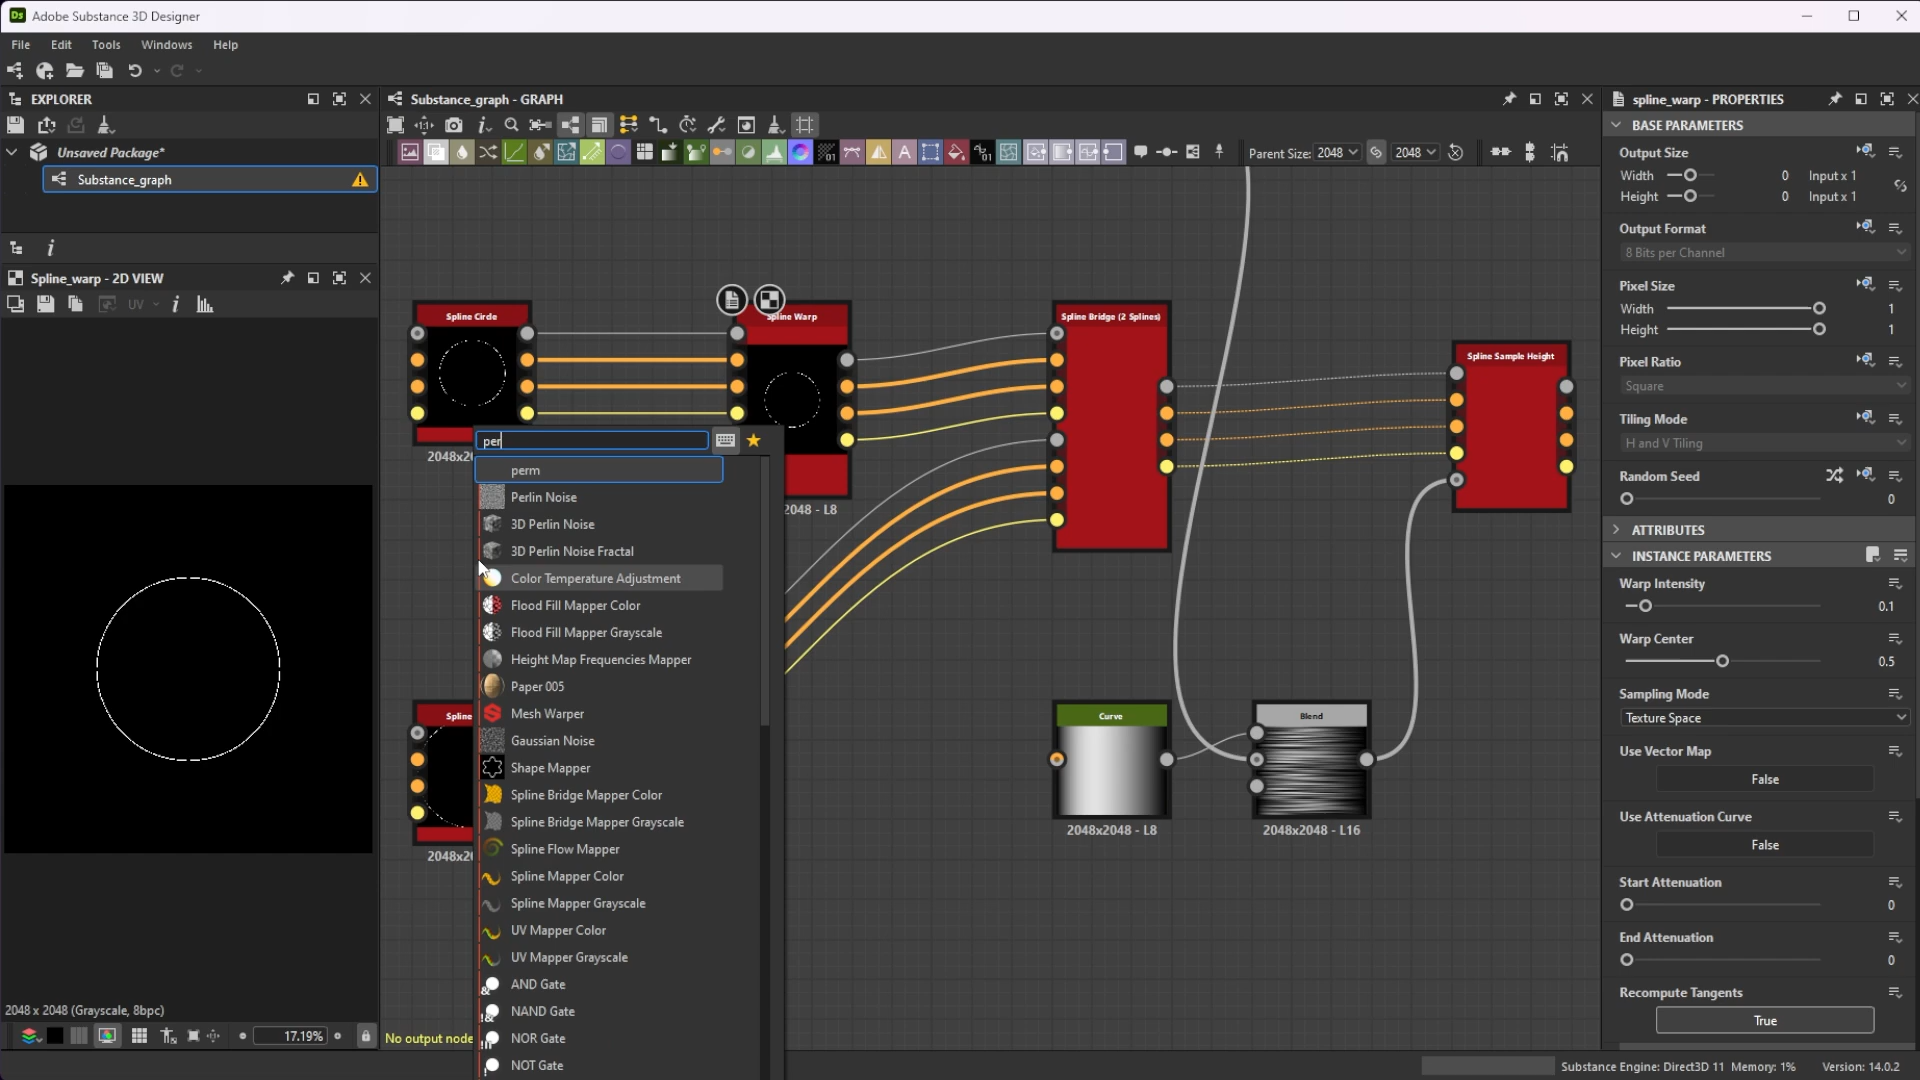 Ds Adobe Substance 3D Designer
File Edit Tools Windows Help
EXPLORER
Unsaved Package*
Substance_graph
Spline_warp - 2D VIEW
UV
2048 x 2048 (Grayscale, 8bpc)
17.19%
Substance_graph - GRAPH
Parent Size: 2048 2048
Spline Circle
Spline Warp
Spline Bridge (2 Splines)
Spline Sample Height
2048x20
2048 - L8
per
perm
Perlin Noise
3D Perlin Noise
3D Perlin Noise Fractal
Color Temperature Adjustment
Flood Fill Mapper Color
Flood Fill Mapper Grayscale
Height Map Frequencies Mapper
Paper 005
Mesh Warper
Gaussian Noise
Shape Mapper
Spline Bridge Mapper Color
Spline Bridge Mapper Grayscale
Spline Flow Mapper
Spline Mapper Color
Spline Mapper Grayscale
UV Mapper Color
UV Mapper Grayscale
AND Gate
NAND Gate
NOR Gate
NOT Gate
Spline
2048x20
Curve
2048x2048 - L8
Blend
2048x2048 - L16
No output node
spline_warp - PROPERTIES
BASE PARAMETERS
Output Size
Width 0 Input x 1
Height 0 Input x 1
Output Format
8 Bits per Channel
Pixel Size
Width 1
Height 1
Pixel Ratio
Square
Tiling Mode
H and V Tiling
Random Seed
0
ATTRIBUTES
INSTANCE PARAMETERS
Warp Intensity
0.1
Warp Center
0.5
Sampling Mode
Texture Space
Use Vector Map
False
Use Attenuation Curve
False
Start Attenuation
0
End Attenuation
0
Recompute Tangents
True
Substance Engine: Direct3D 11 Memory: 1% Version: 14.0.2